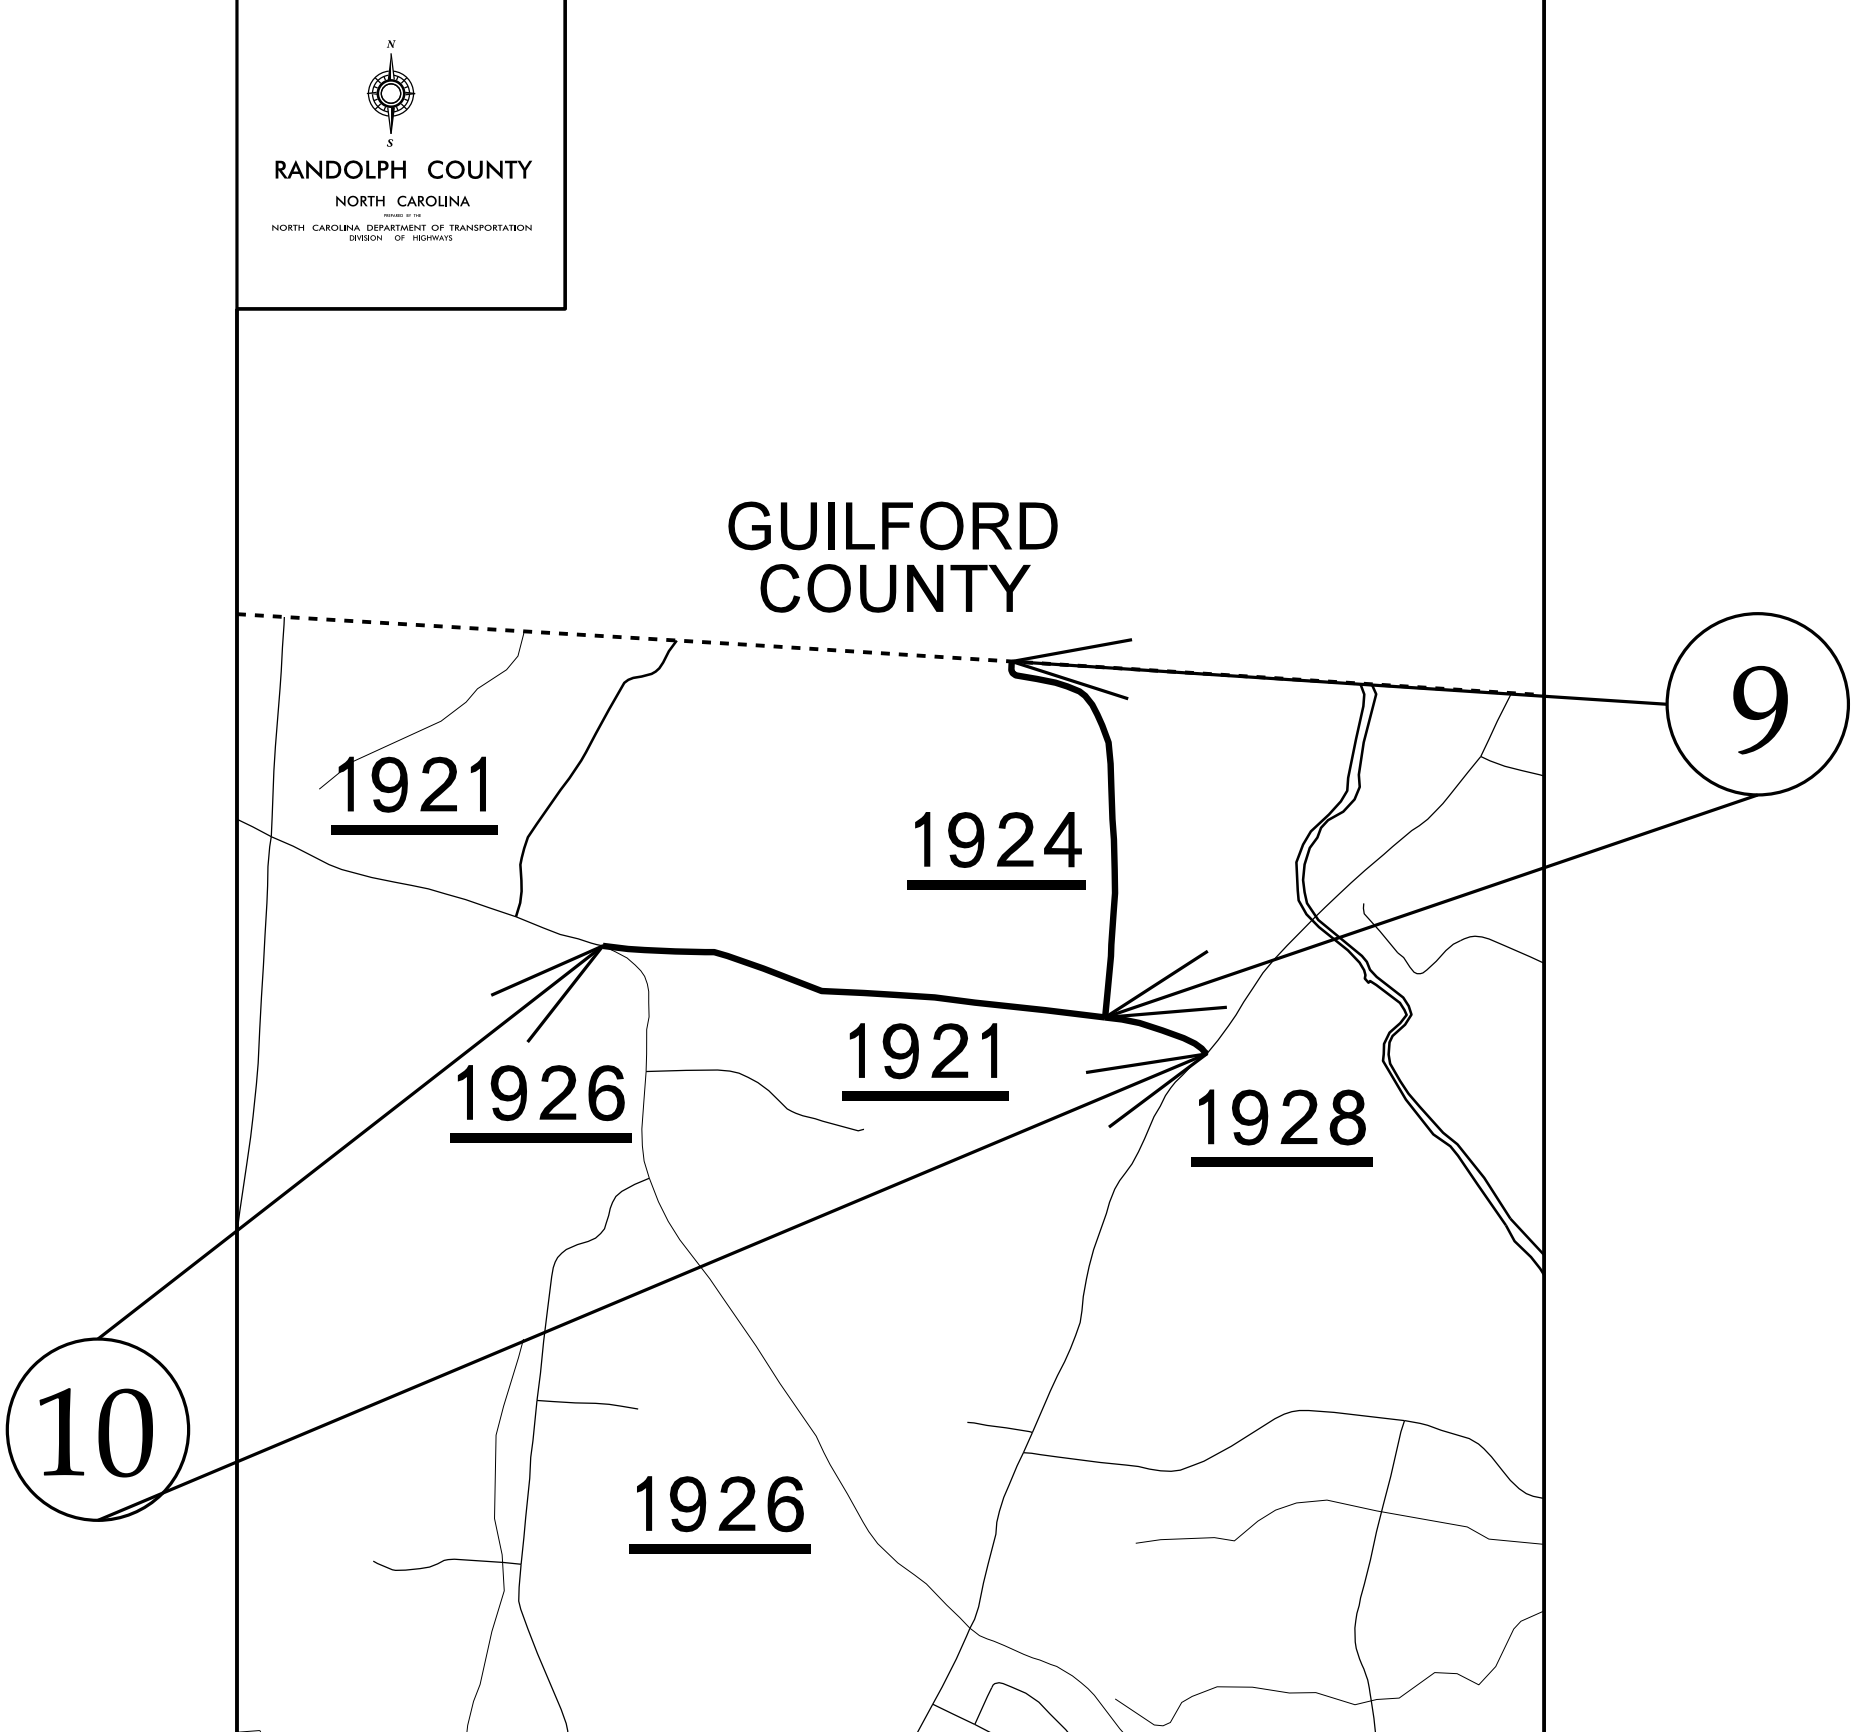 N
S
RANDOLPH COUNTY
NORTH CAROLINA
PREPARED BY THE
NORTH CAROLINA DEPARTMENT OF TRANSPORTATION
DIVISION OF HIGHWAYS
GUILFORD
COUNTY
9
1921
1924
1921
1926
1928
10
1926